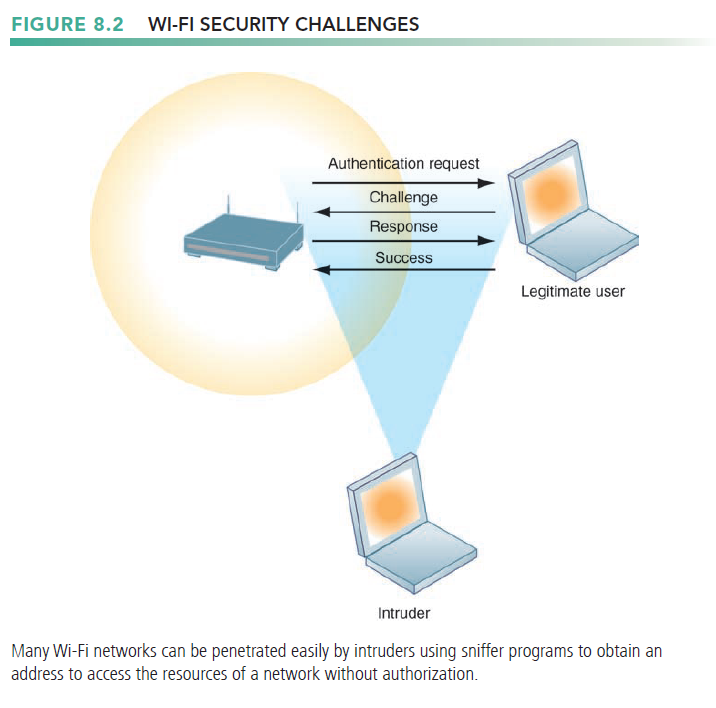 FIGURE 8.2 WI-FI SECURITY CHALLENGES
Authentication request
Challenge
Response
Success
Legitimate user
Intruder
Many Wi-Fi networks can be penetrated easily by intruders using sniffer programs to obtain an
address to access the resources of a network without authorization.